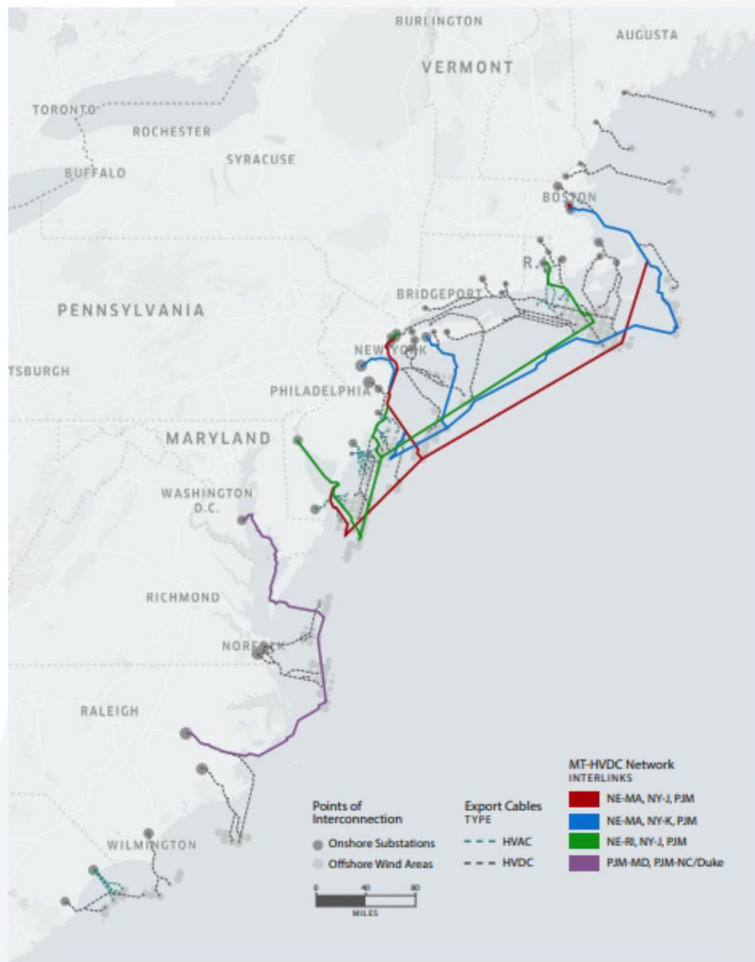 BURLINGTON
AUGUSTA
VERMONT
TORONTO
ROCHESTER
SYRACUSE
BUFFALO
BOSTON
R.I.
BRIDGEPORT
PENNSYLVANIA
NEW YORK
TSBURGH
PHILADELPHIA
MARYLAND
WASHINGTON
D.C.
RICHMOND
NORFOLK
RALEIGH
WILMINGTON
Points of
Interconnection
Onshore Substations
Offshore Wind Areas
0 40 80
MILES
Export Cables
TYPE
HVAC
HVDC
MT-HVDC Network
INTERLINKS
NE-MA, NY-J, PJM
NE-MA, NY-K, PJM
NE-RI, NY-J, PJM
PJM-MD, PJM-NC/Duke